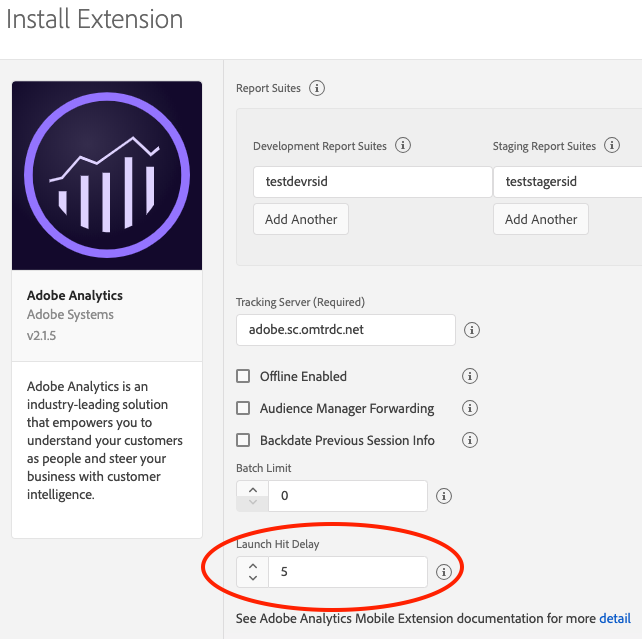 Install Extension
Report Suites
Development Report Suites
Staging Report Suites
testdevrsid
teststagersid
Add Another
Add Another
Adobe Analytics
Adobe Systems
v2.1.5
Adobe Analytics is an
industry-leading solution
that empowers you to
understand your customers
as people and steer your
business with customer
intelligence.
Tracking Server (Required)
adobe.sc.omtrdc.net
Offline Enabled
Audience Manager Forwarding
Backdate Previous Session Info
Batch Limit
0
Launch Hit Delay
5
See Adobe Analytics Mobile Extension documentation for more detail